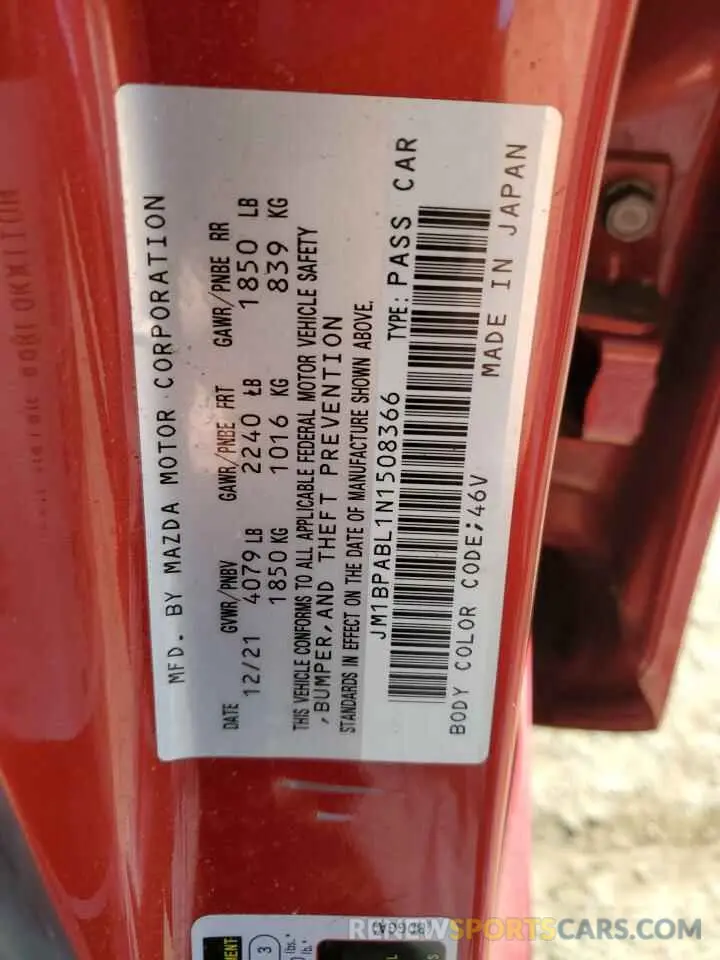 MFD. BY MAZDA MOTOR CORPORATION
DATE GVWR/PNBV GAWR/PNBE FRT GAWR/PNBE RR
12/21 4079 LB 2240 LB 1850 LB
1850 KG 1016 KG 839 KG
THIS VEHICLE CONFORMS TO ALL APPLICABLE FEDERAL MOTOR VEHICLE SAFETY
,BUMPER, AND THEFT PREVENTION
STANDARDS IN EFFECT ON THE DATE OF MANUFACTURE SHOWN ABOVE.
JM1BPABL1N1508366 TYPE: PASS CAR
BODY COLOR CODE;46V
MADE IN JAPAN
3
lbs.*
RENEWSPORTSCARS.COM